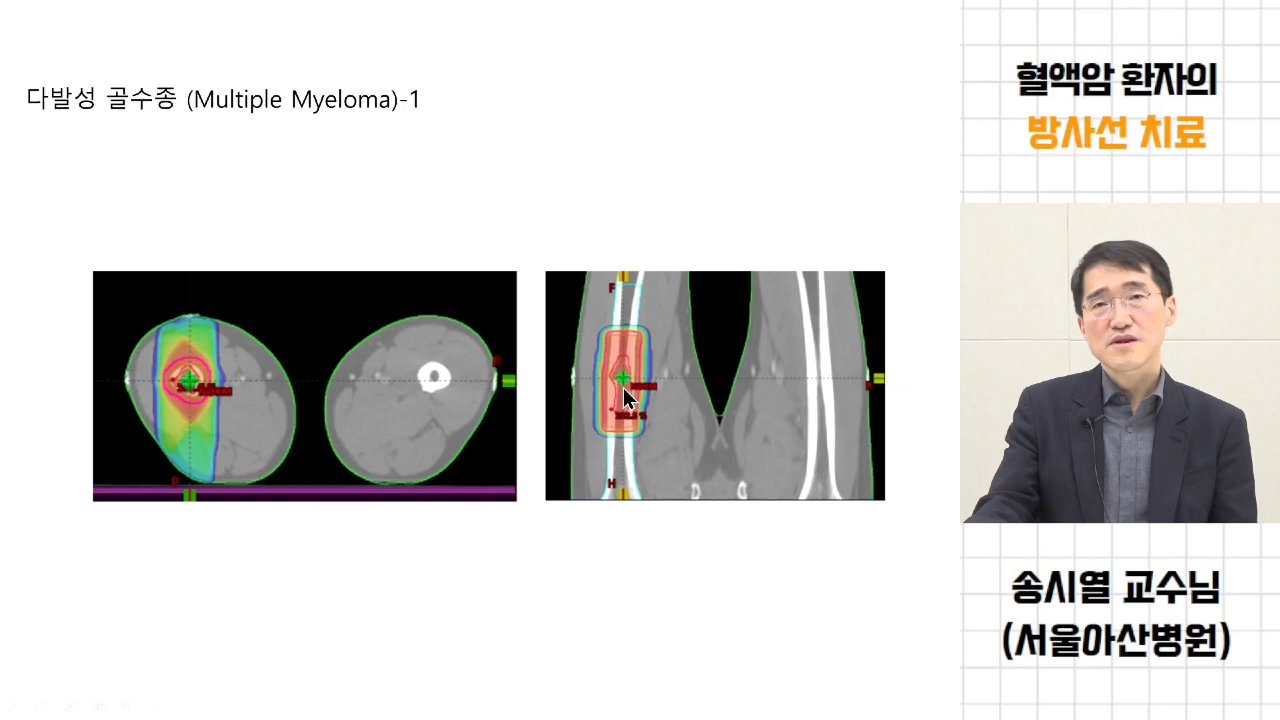 다발성 골수종 (Multiple Myeloma)-1
혈액암 환자의
방사선 치료
F
H
R
P
송시열 교수님
(서울아산병원)